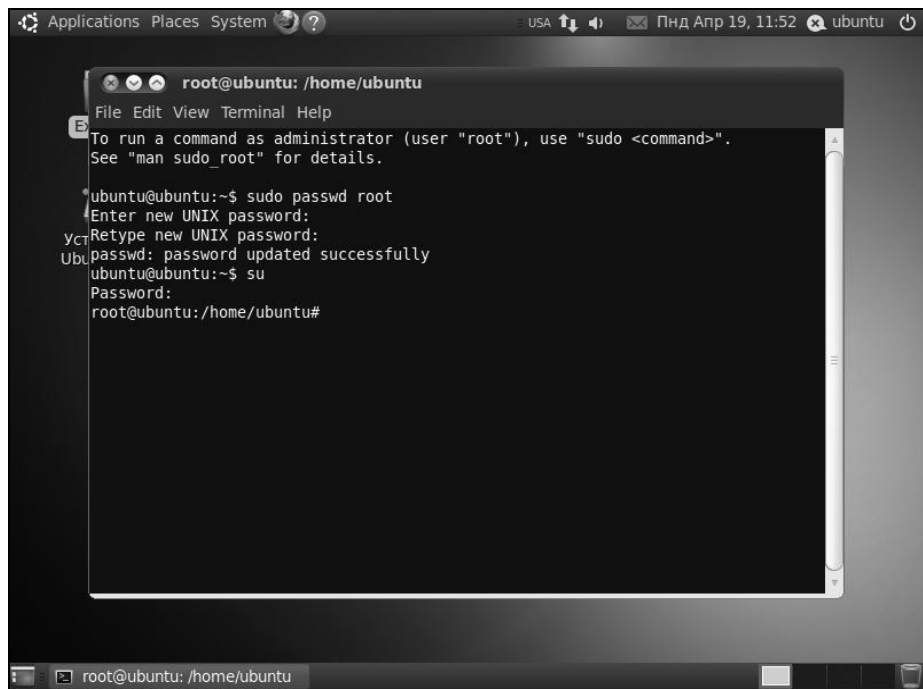 Applications Places System ? USA Пнд Апр 19, 11:52 ubuntu
root@ubuntu: /home/ubuntu
File Edit View Terminal Help
To run a command as administrator (user "root"), use "sudo <command>".
See "man sudo_root" for details.
ubuntu@ubuntu:~$ sudo passwd root
Enter new UNIX password:
Retype new UNIX password:
passwd: password updated successfully
ubuntu@ubuntu:~$ su
Password:
root@ubuntu:/home/ubuntu#
root@ubuntu: /home/ubuntu